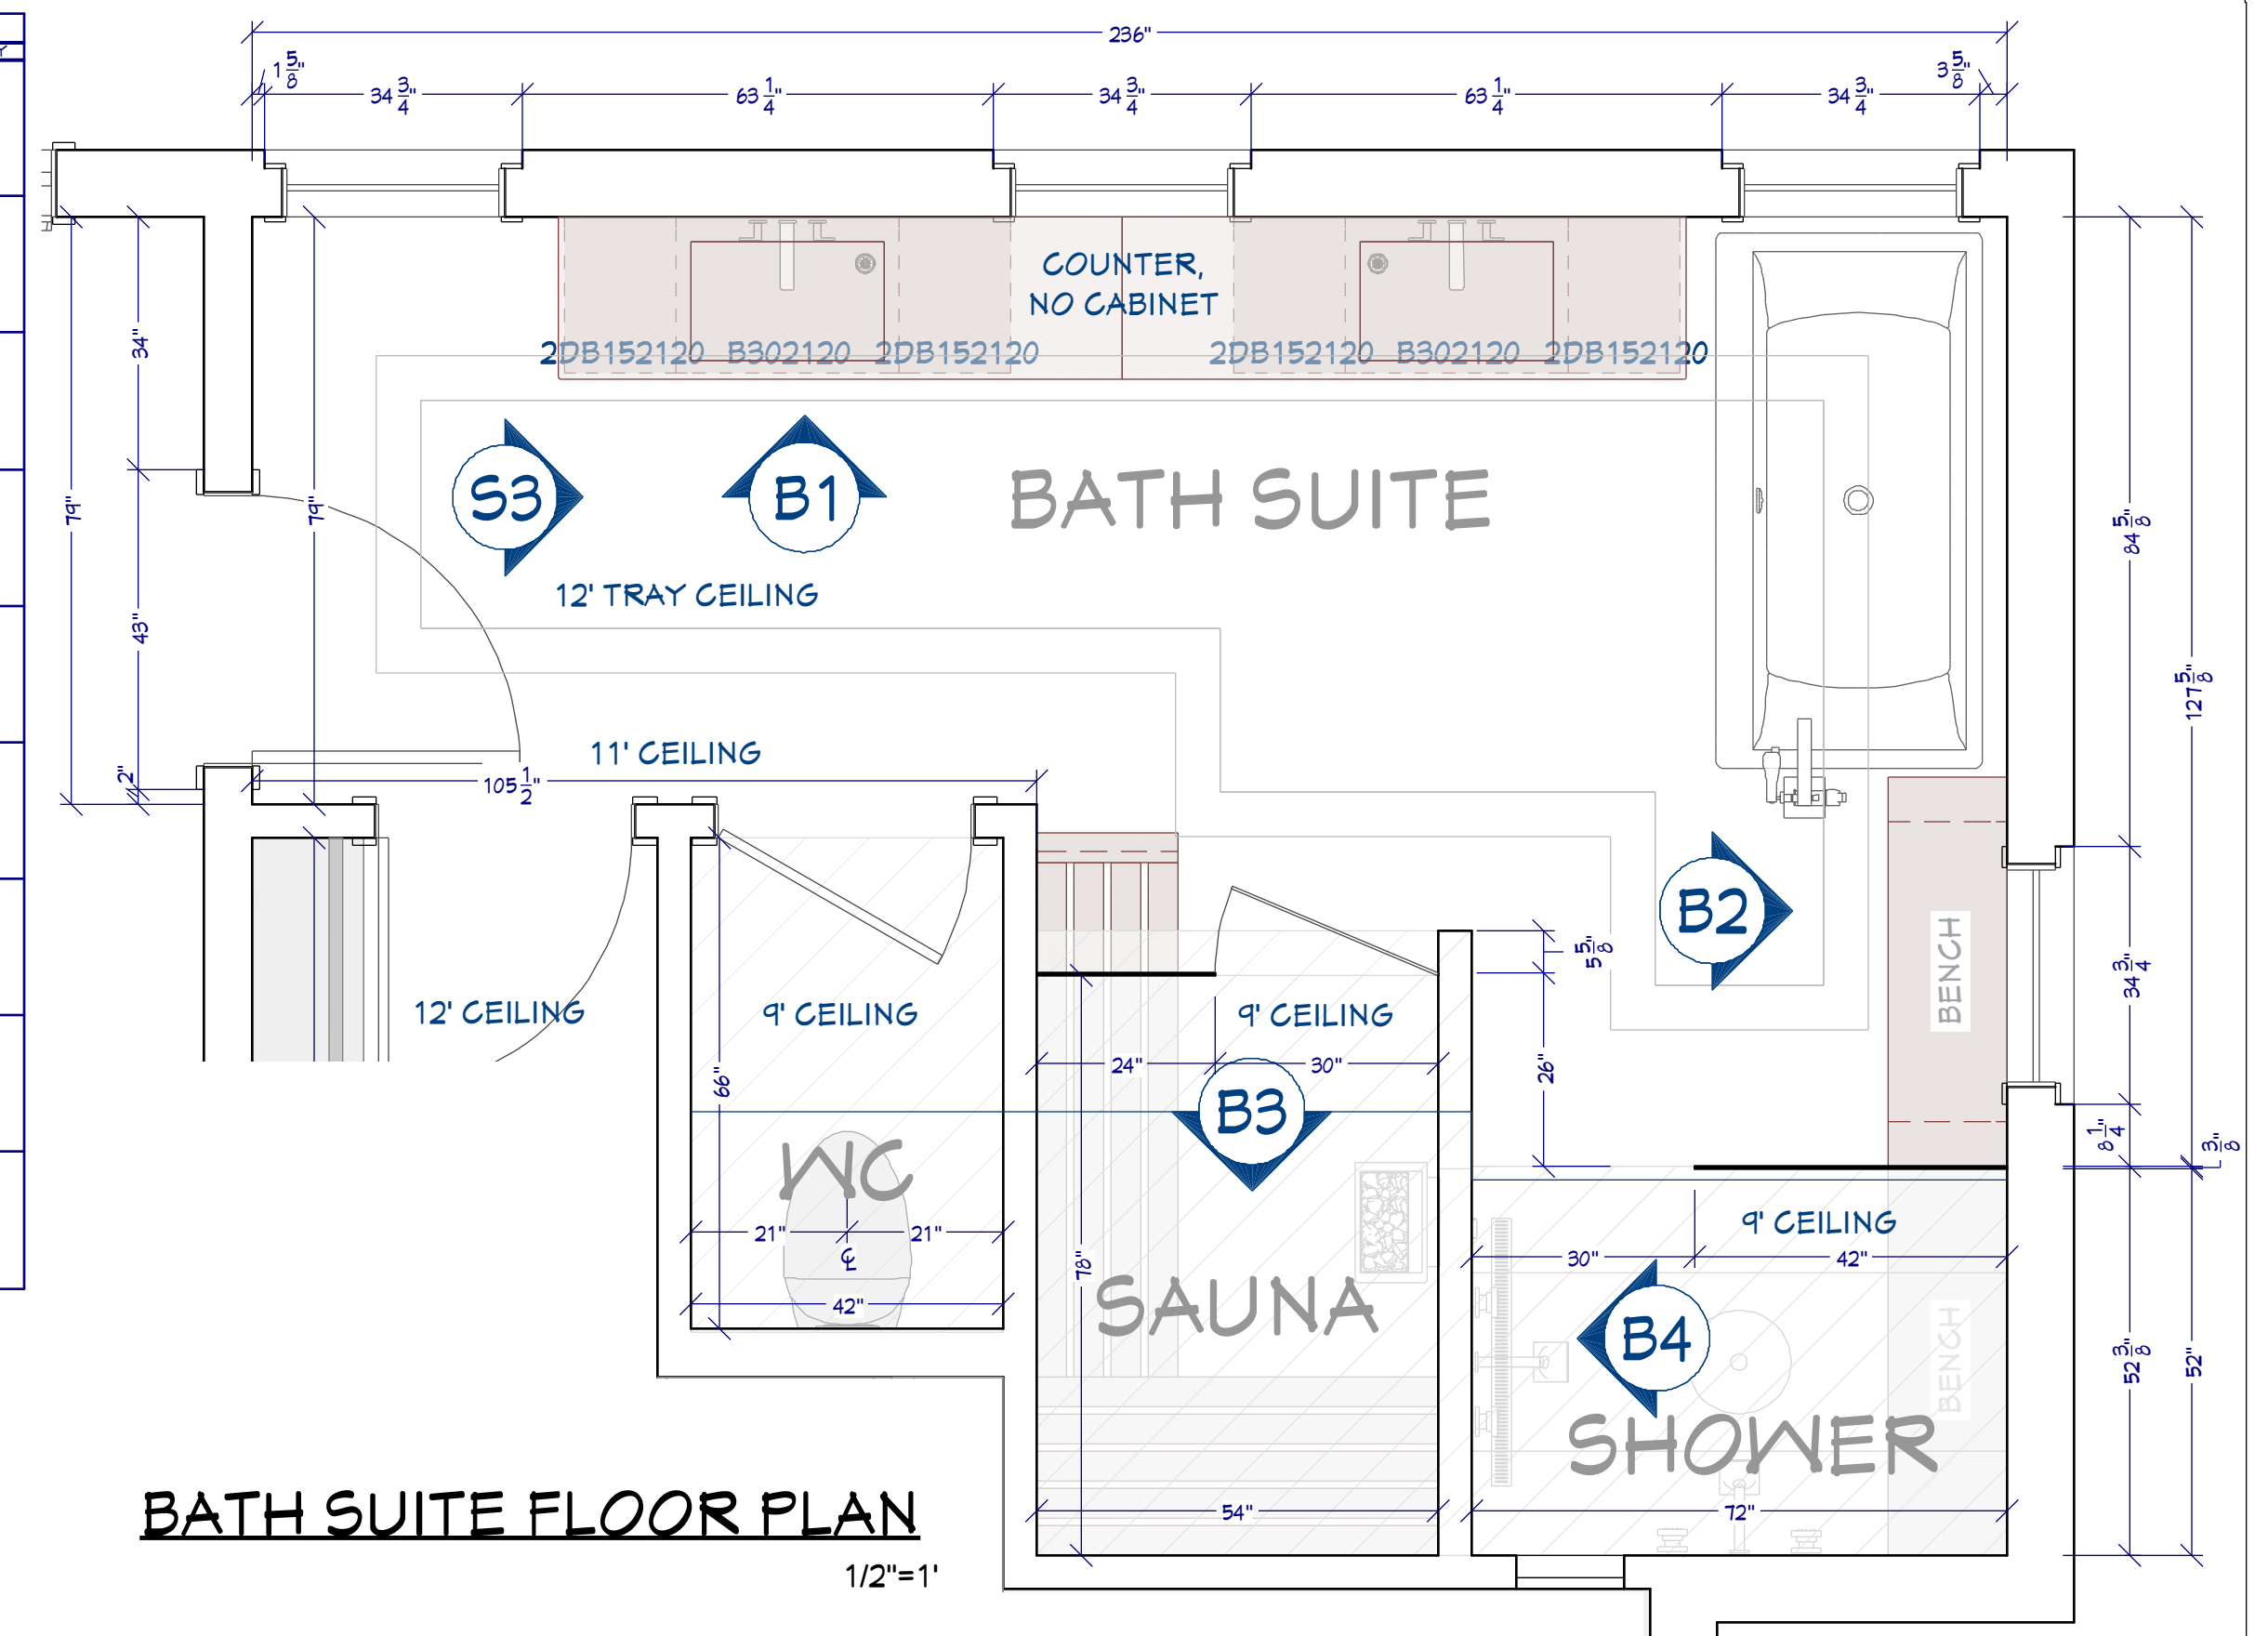 236"
1 5/8"
34 3/4"
63 1/4"
34 3/4"
63 1/4"
34 3/4"
3 5/8"
COUNTER,
NO CABINET
2DB152120 B302120 2DB152120
2DB152120 B302120 2DB152120
34"
79"
79"
43"
2"
S3
B1
BATH SUITE
12' TRAY CEILING
84 5/8"
127 5/8"
11' CEILING
105 1/2"
B2
BENCH
5 5/8"
34 3/4"
12' CEILING
9' CEILING
9' CEILING
24"
30"
26"
66"
B3
8 1/4"
3/8"
WC
21"
21"
℄
42"
78"
SAUNA
9' CEILING
30"
42"
B4
BENCH
52 3/8"
52"
SHOWER
54"
72"
BATH SUITE FLOOR PLAN
1/2"=1'